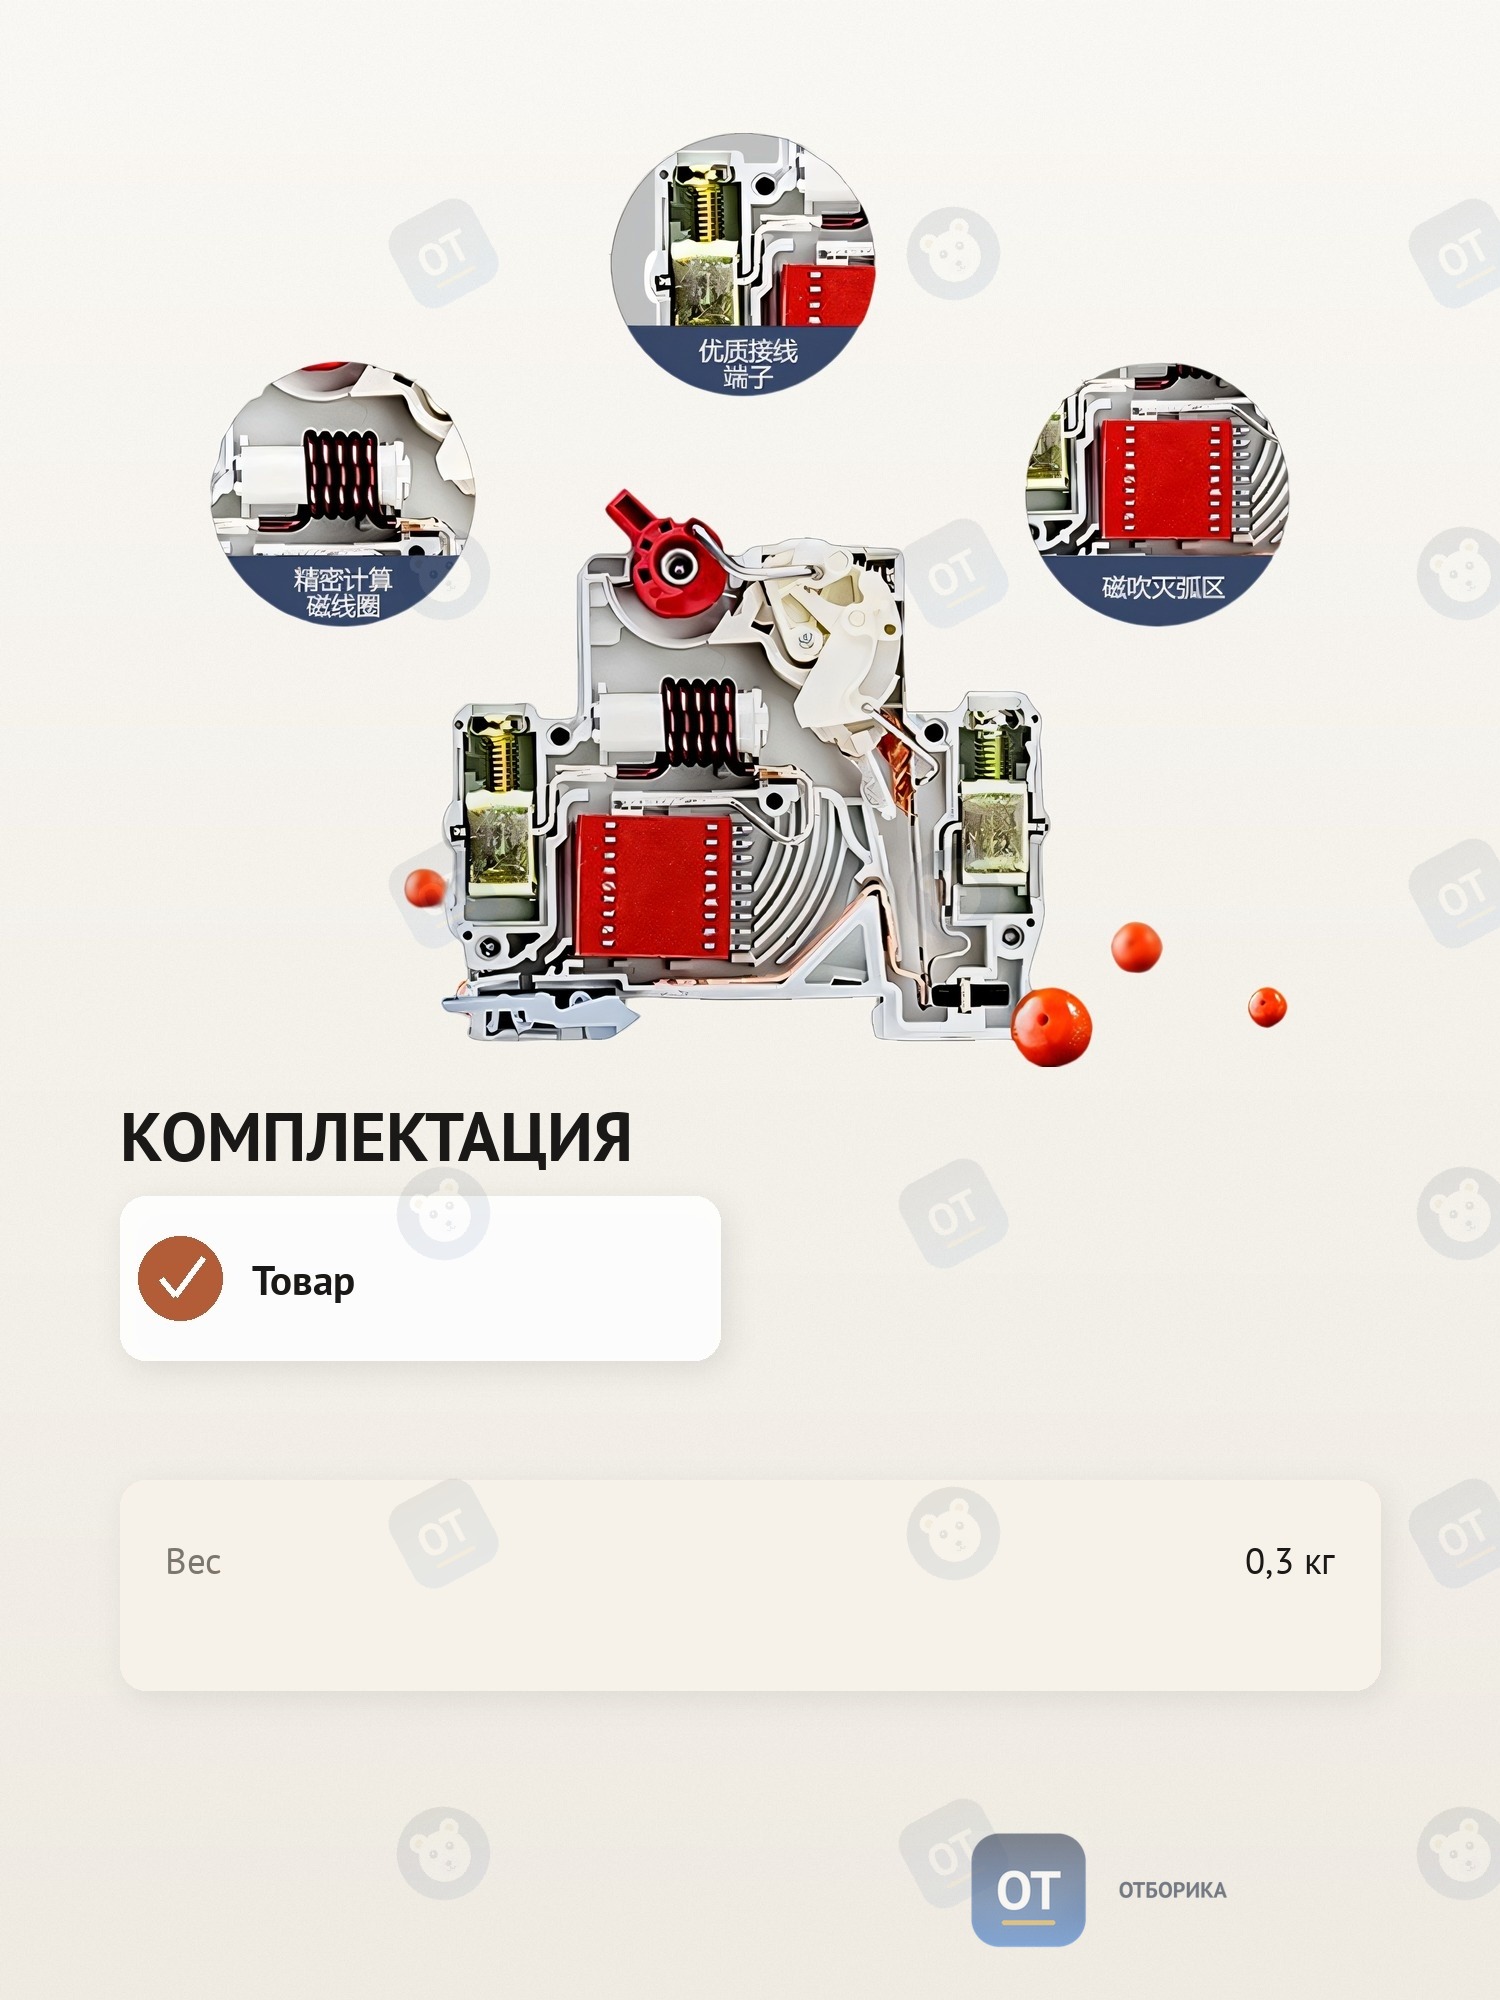 优质接线
端子
精密计算
磁线圈
磁吹灭弧区
КОМПЛЕКТАЦИЯ
Товар
Вес
0,3 кг
ОТ
ОТБОРИКА